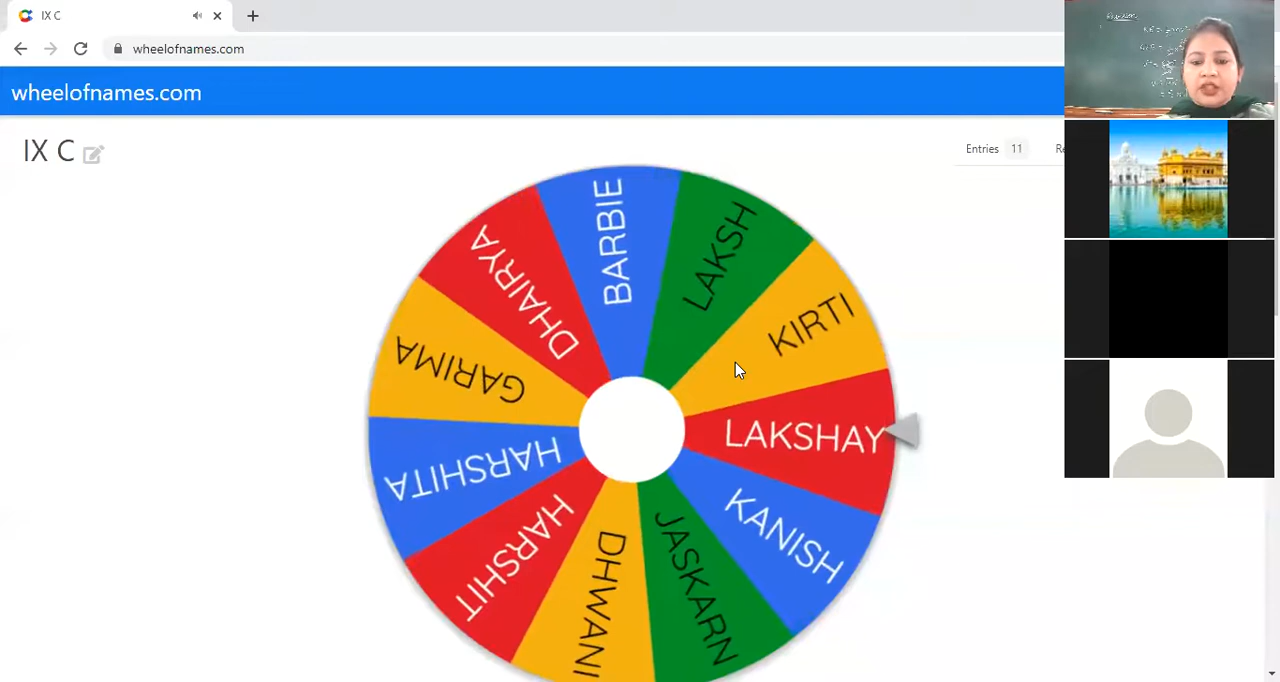 IX C
wheelofnames.com
wheelofnames.com
IX C
Entries 11
BARBIE
LAKSH
KIRTI
LAKSHAY
KANISH
JASKARN
DHWANI
HARSHIT
HARSHITA
GARIMA
DHAIRYA